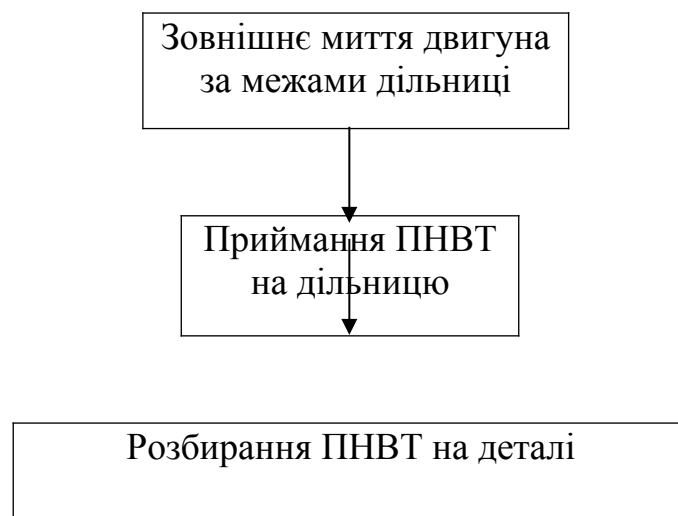 Зовнішнє миття двигуна
за межами дільниці
Приймання ПНВТ
на дільницю
Розбирання ПНВТ на деталі